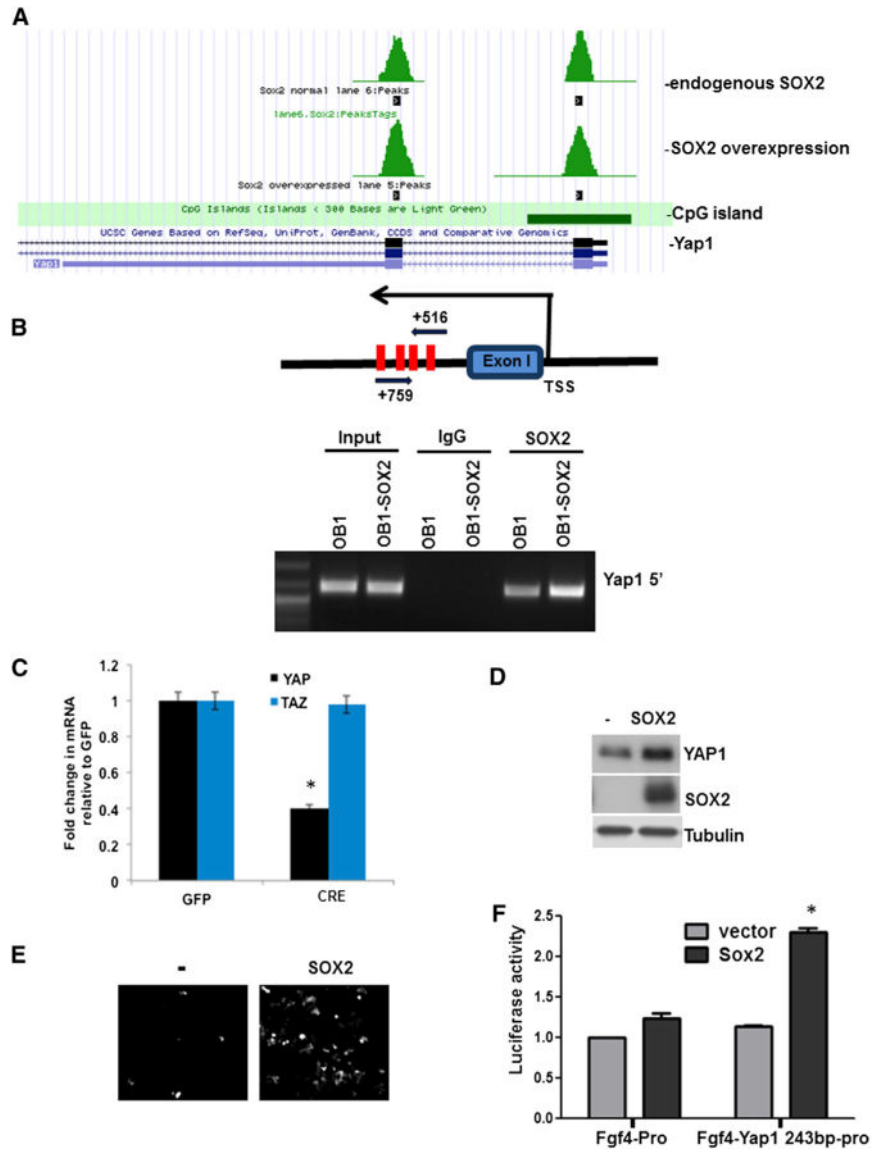 A
-endogenous SOX2
Sox2 normal lane 6:Peaks
lane6.Sox2:PeaksTags
-SOX2 overexpression
Sox2 overexpressed lane 5:Peaks
CpG Islands (Islands < 300 Bases are Light Green)
-CpG island
UCSC Genes Based on RefSeq, UniProt, GenBank, CCDS and Comparative Genomics
-Yap1
Yap1
B
+516
Exon I
TSS
+759
Input IgG SOX2
OB1 OB1-SOX2 OB1 OB1-SOX2 OB1 OB1-SOX2
Yap1 5'
C
Fold change in mRNA
relative to GFP
1.2
1
0.8
0.6
0.4
0.2
0
YAP
TAZ
*
GFP CRE
D
- SOX2
YAP1
SOX2
Tubulin
E
- SOX2
F
Luciferase activity
2.5
2.0
1.5
1.0
0.5
0.0
vector
Sox2
*
Fgf4-Pro Fgf4-Yap1 243bp-pro